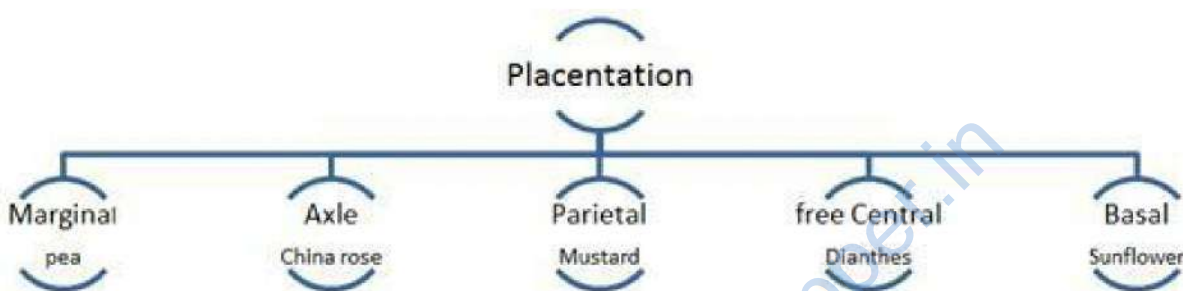 Placentation
Marginal
Axle
Parietal
free Central
Basal
pea
China rose
Mustard
Dianthes
Sunflower